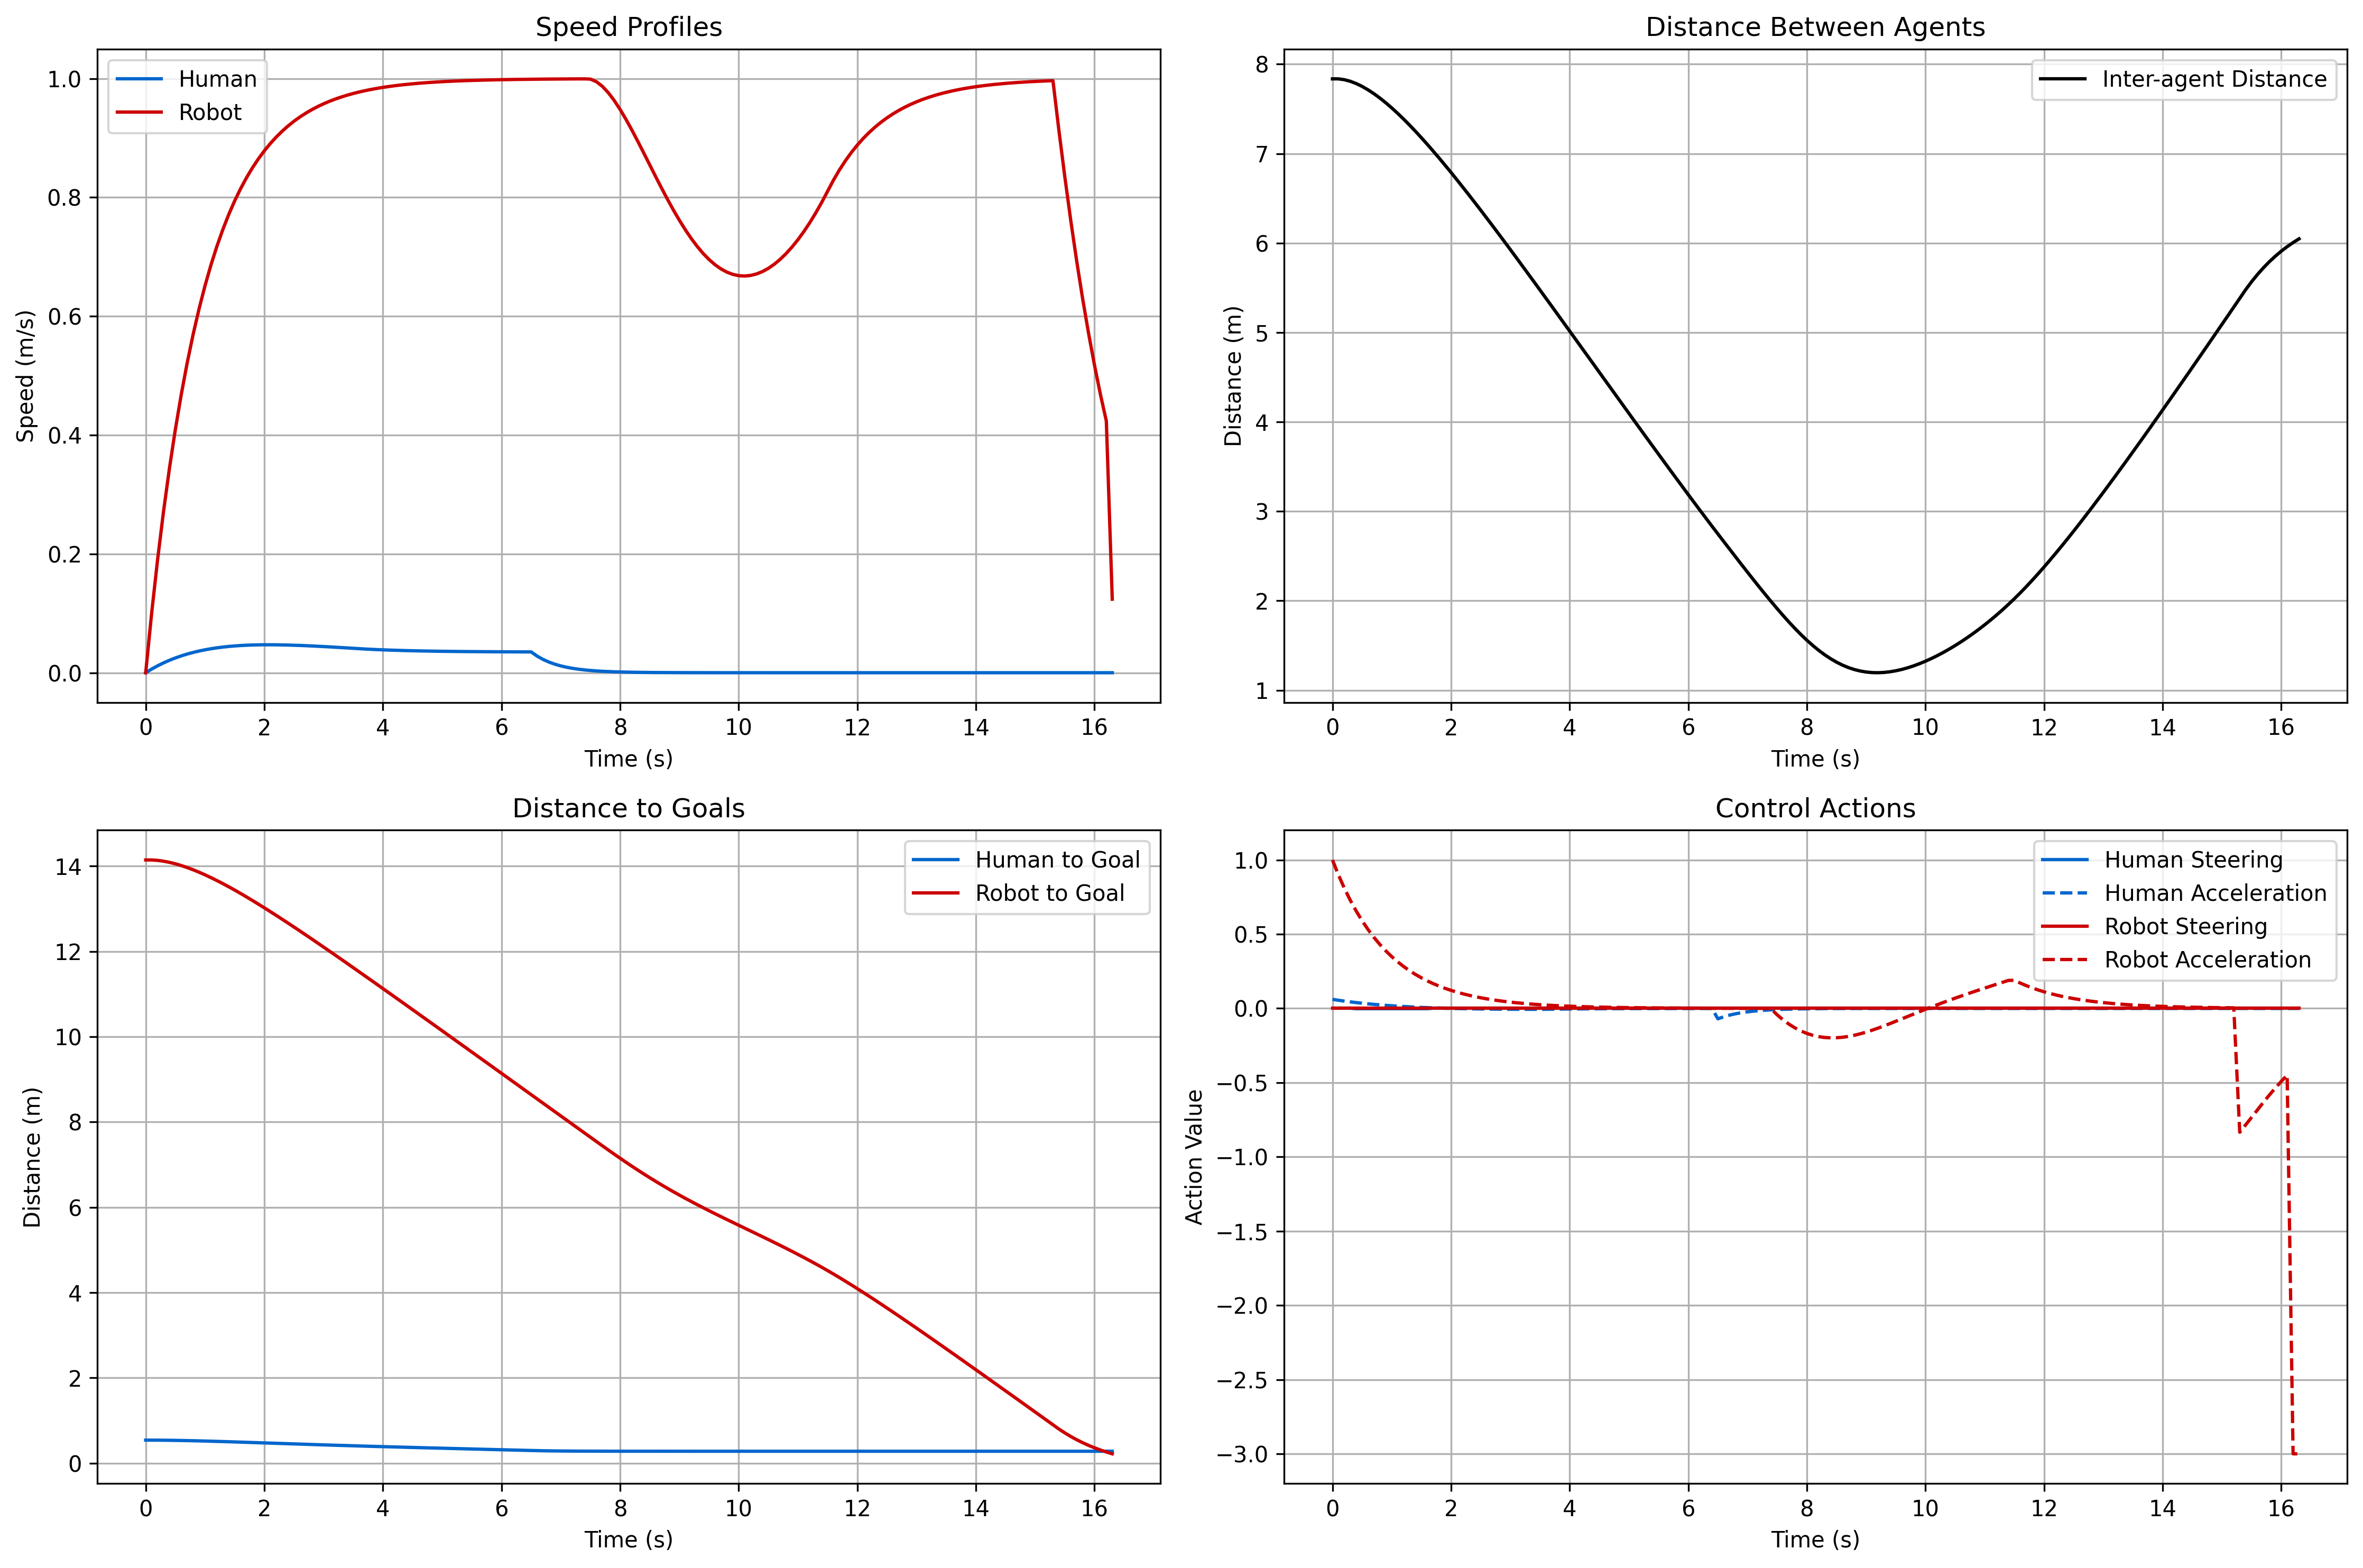 Speed Profiles
Human
Robot
1.0
0.8
0.6
0.4
0.2
0.0
Speed (m/s)
0 2 4 6 8 10 12 14 16
Time (s)
Distance Between Agents
Inter-agent Distance
8
7
6
5
4
3
2
1
Distance (m)
0 2 4 6 8 10 12 14 16
Time (s)
Distance to Goals
Human to Goal
Robot to Goal
14
12
10
8
6
4
2
0
Distance (m)
0 2 4 6 8 10 12 14 16
Time (s)
Control Actions
Human Steering
Human Acceleration
Robot Steering
Robot Acceleration
1.0
0.5
0.0
−0.5
−1.0
−1.5
−2.0
−2.5
−3.0
Action Value
0 2 4 6 8 10 12 14 16
Time (s)